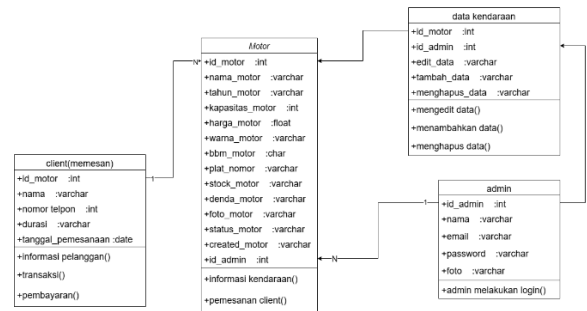 data kendaraan
+id_motor :int
+id_admin :int
+edit_data :varchar
+tambah_data :varchar
+menghapus_data :varchar
+mengedit data()
+menambahkan data()
+menghapus data()
Motor
+id_motor :int
+nama_motor :varchar
+tahun_motor :varchar
+kapasitas_motor :int
+harga_motor :float
+warna_motor :varchar
+bbm_motor :char
+plat_nomor :varchar
+stock_motor :varchar
+denda_motor :varchar
+foto_motor :varchar
+status_motor :varchar
+created_motor :varchar
+id_admin :int
+informasi kendaraan()
+pemesanan client()
client(memesan)
+id_motor :int
+nama :varchar
+nomor telpon :int
+durasi :varchar
+tanggal_pemesanaan :date
+informasi pelanggan()
+transaksi()
+pembayaran()
admin
+id_admin :int
+nama :varchar
+email :varchar
+password :varchar
+foto :varchar
+admin melakukan login()
N
1
1
N